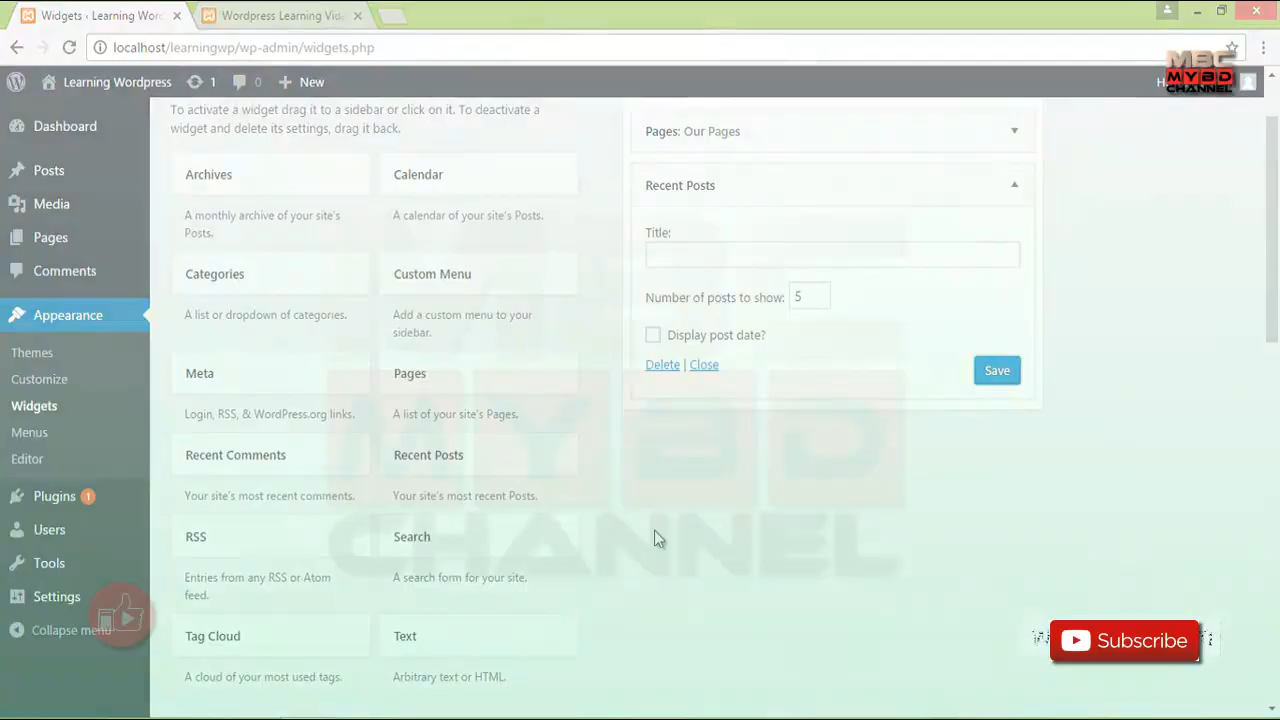 Widgets ‹ Learning Wor
Wordpress Learning Vid
localhost/learningwp/wp-admin/widgets.php
MBC
MYBD
CHANNEL
Learning Wordpress
1
0
New
Dashboard
Posts
Media
Pages
Comments
Appearance
Themes
Customize
Widgets
Menus
Editor
Plugins 1
Users
Tools
Settings
Collapse menu
To activate a widget drag it to a sidebar or click on it. To deactivate a
widget and delete its settings, drag it back.
Archives
A monthly archive of your site's
Posts.
Calendar
A calendar of your site's Posts.
Categories
A list or dropdown of categories.
Custom Menu
Add a custom menu to your
sidebar.
Meta
Login, RSS, & WordPress.org links.
Pages
A list of your site's Pages.
Recent Comments
Your site's most recent comments.
Recent Posts
Your site's most recent Posts.
RSS
Entries from any RSS or Atom
feed.
Search
A search form for your site.
Tag Cloud
A cloud of your most used tags.
Text
Arbitrary text or HTML.
Pages: Our Pages
Recent Posts
Title:
Number of posts to show: 5
Display post date?
Delete | Close
Save
MYBD
CHANNEL
Subscribe